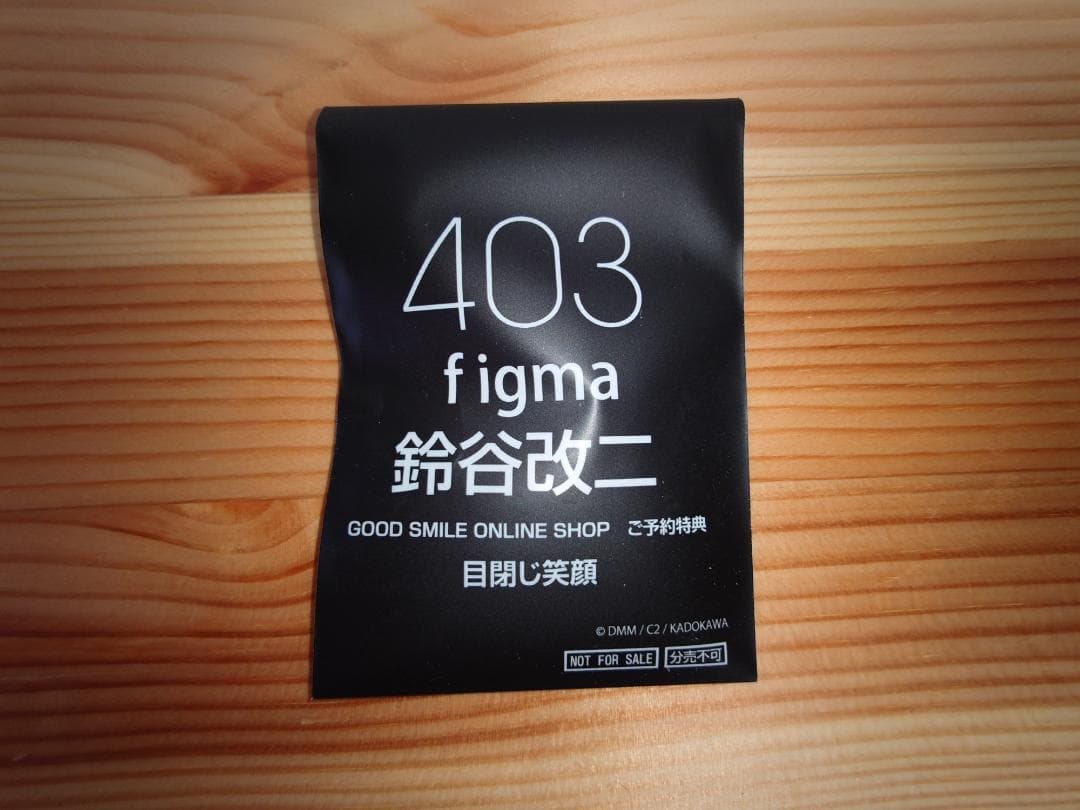 403
figma
鈴谷改二
GOOD SMILE ONLINE SHOP ご予約特典
目閉じ笑顔
© DMM / C2 / KADOKAWA
NOT FOR SALE 分売不可